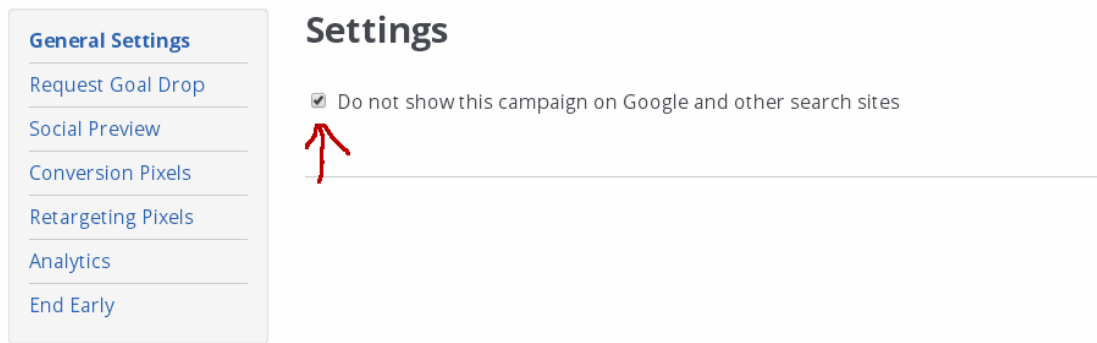 General Settings
Request Goal Drop
Social Preview
Conversion Pixels
Retargeting Pixels
Analytics
End Early
Settings
Do not show this campaign on Google and other search sites